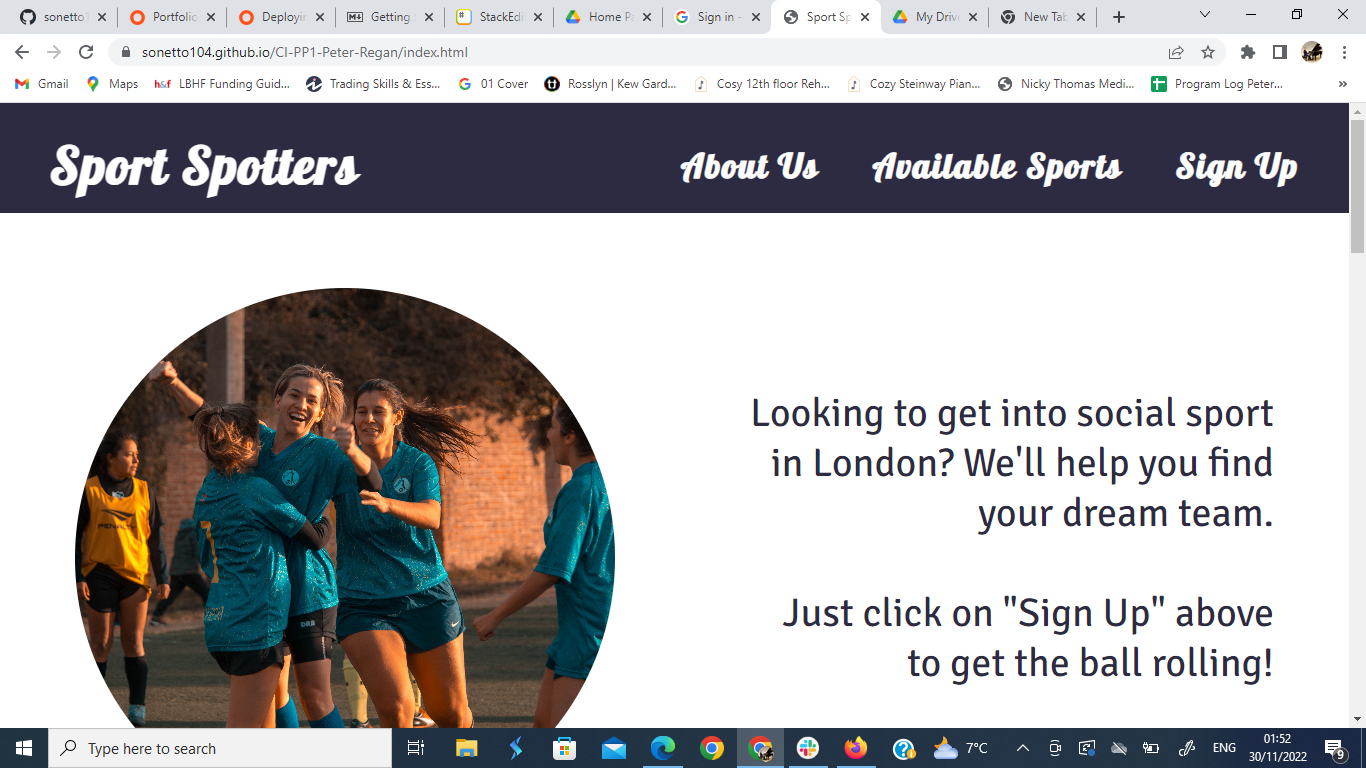 sonetto1
Portfolio
Deployin
Getting
StackEdi
Home Pa
Sign in -
Sport Sp
My Drive
New Tab
sonetto104.github.io/CI-PP1-Peter-Regan/index.html
Gmail
Maps
h&f LBHF Funding Guid...
Trading Skills & Ess...
01 Cover
Rosslyn | Kew Gard...
Cosy 12th floor Reh...
Cozy Steinway Pian...
Nicky Thomas Medi...
Program Log Peter...
Sport Spotters
About Us
Available Sports
Sign Up
Looking to get into social sport
in London? We'll help you find
your dream team.
Just click on "Sign Up" above
to get the ball rolling!
Type here to search
7°C
ENG
01:52
30/11/2022
9